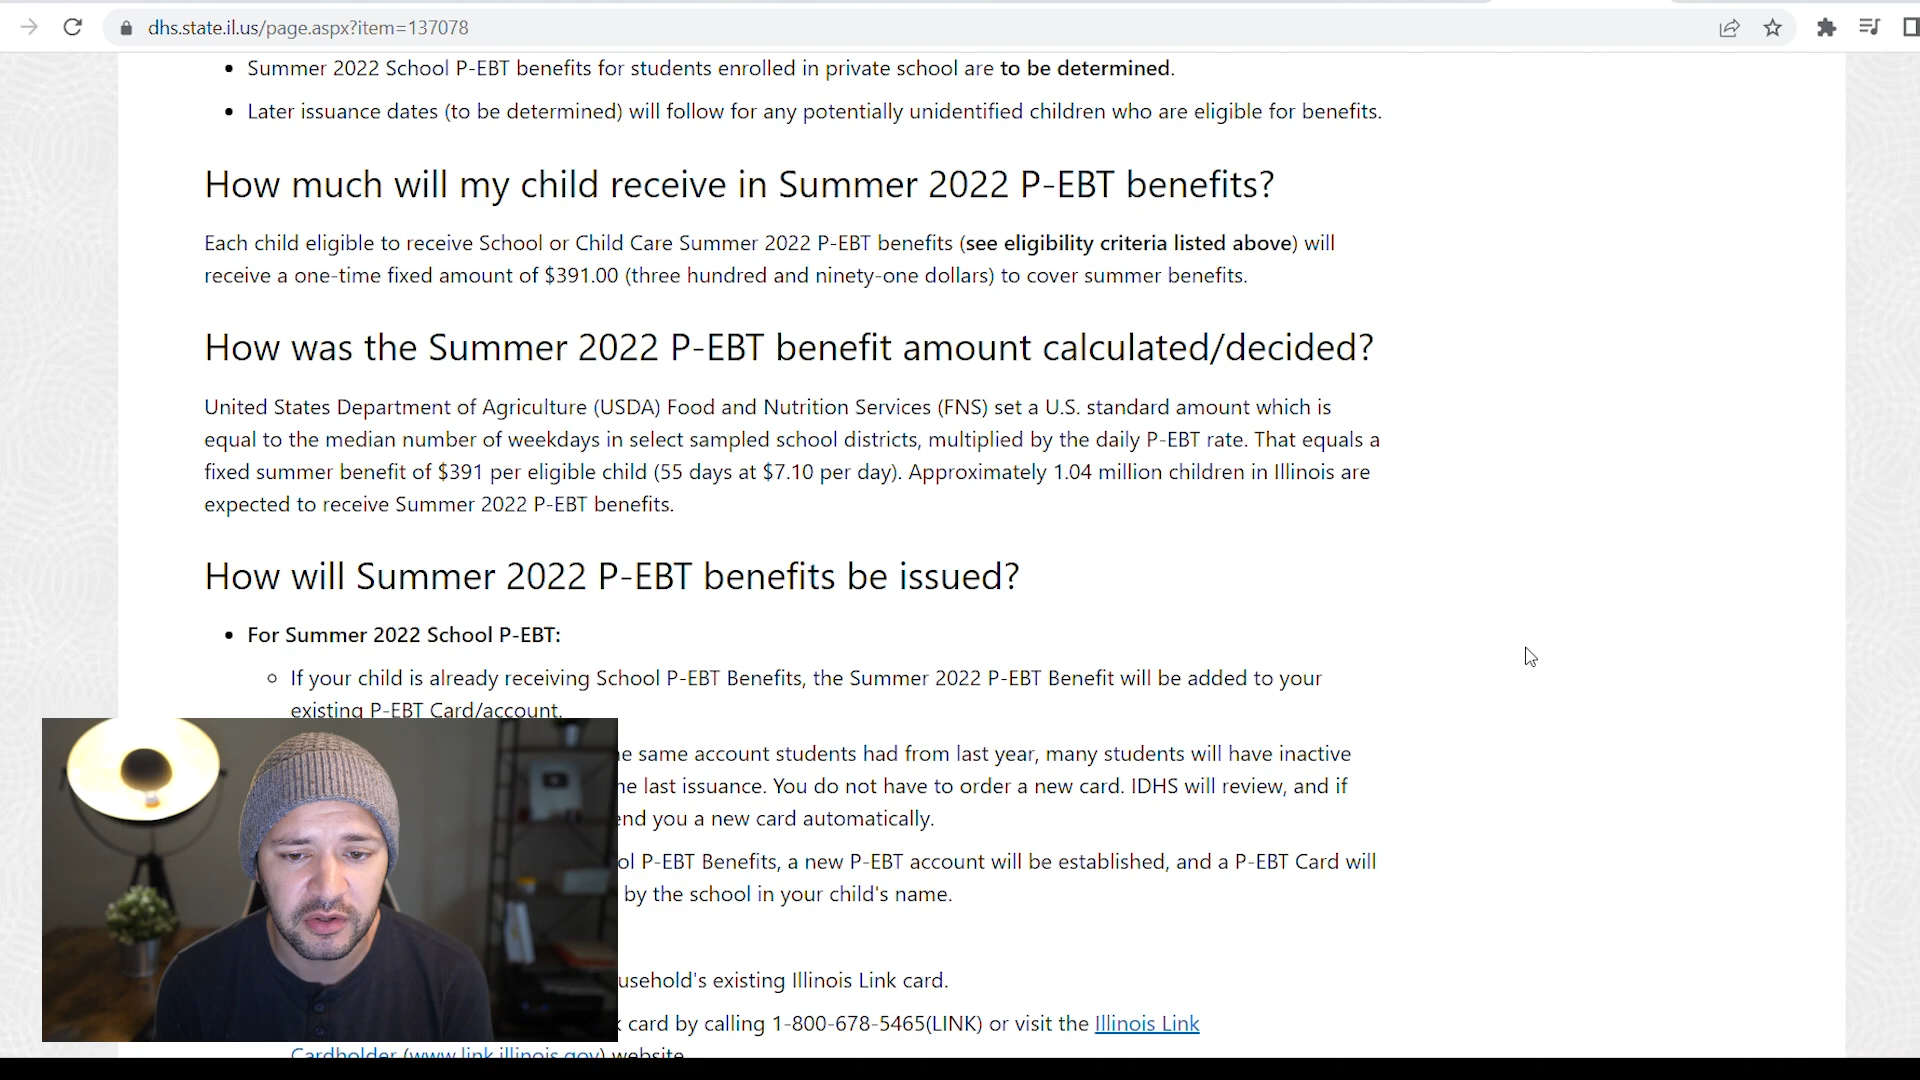 dhs.state.il.us/page.aspx?item=137078
• Summer 2022 School P-EBT benefits for students enrolled in private school are to be determined.
• Later issuance dates (to be determined) will follow for any potentially unidentified children who are eligible for benefits.
How much will my child receive in Summer 2022 P-EBT benefits?
Each child eligible to receive School or Child Care Summer 2022 P-EBT benefits (see eligibility criteria listed above) will
receive a one-time fixed amount of $391.00 (three hundred and ninety-one dollars) to cover summer benefits.
How was the Summer 2022 P-EBT benefit amount calculated/decided?
United States Department of Agriculture (USDA) Food and Nutrition Services (FNS) set a U.S. standard amount which is
equal to the median number of weekdays in select sampled school districts, multiplied by the daily P-EBT rate. That equals a
fixed summer benefit of $391 per eligible child (55 days at $7.10 per day). Approximately 1.04 million children in Illinois are
expected to receive Summer 2022 P-EBT benefits.
How will Summer 2022 P-EBT benefits be issued?
• For Summer 2022 School P-EBT:
If your child is already receiving School P-EBT Benefits, the Summer 2022 P-EBT Benefit will be added to your
existing P-EBT Card/account.
same account students had from last year, many students will have inactive
last issuance. You do not have to order a new card. IDHS will review, and if
you a new card automatically.
P-EBT Benefits, a new P-EBT account will be established, and a P-EBT Card will
by the school in your child's name.
existing Illinois Link card.
card by calling 1-800-678-5465(LINK) or visit the Illinois Link
Cardholder (www.link.illinois.gov) website